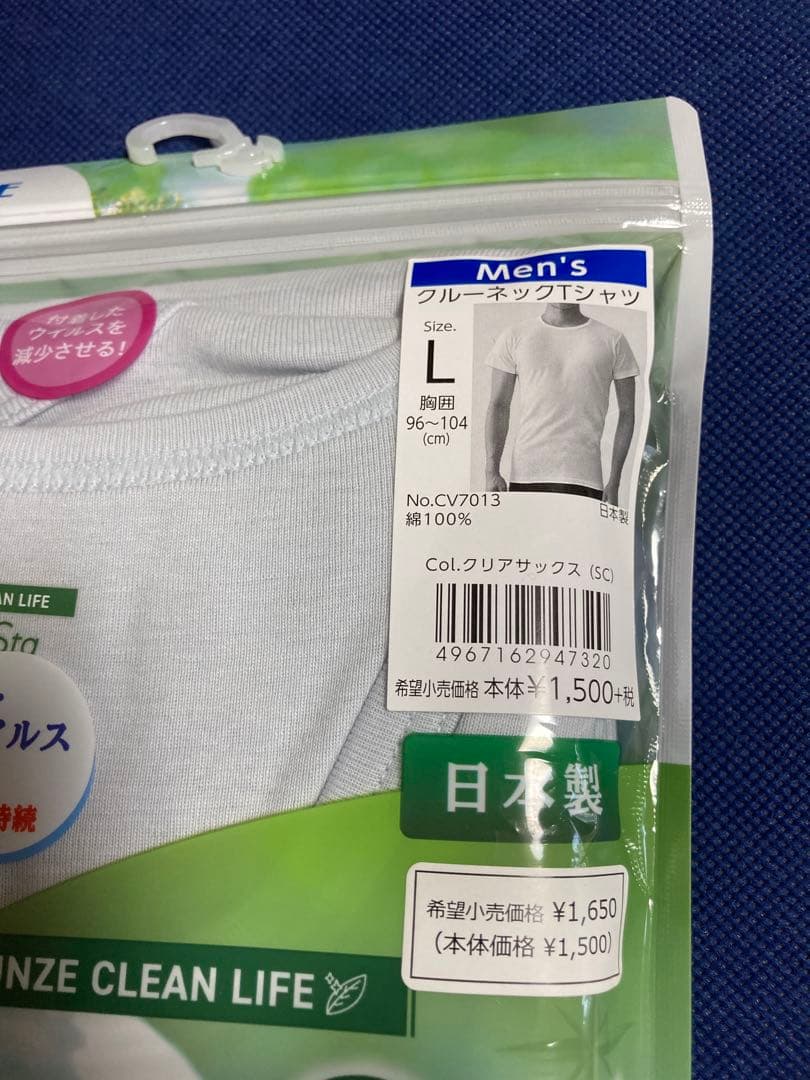 E
付着した
ウイルスを
減少させる!
Men's
クルーネックTシャツ
Size.
L
胸囲
96～104
(cm)
No.CV7013
綿100%
日本製
Col.クリアサックス (SC)
4967162947320
希望小売価格 本体¥1,500+税
AN LIFE
Sta
ルス
持続
日本製
希望小売価格 ¥1,650
(本体価格 ¥1,500)
UNZE CLEAN LIFE